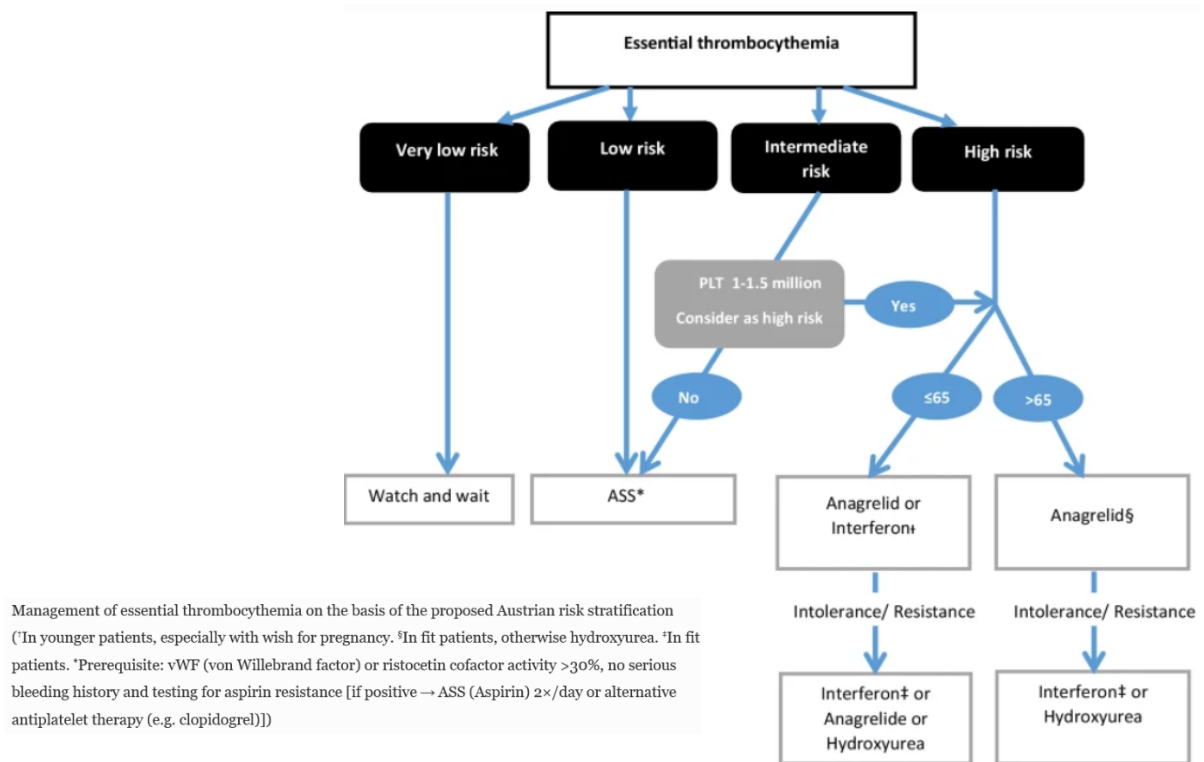 Essential thrombocythemia
Very low risk
Low risk
Intermediate
risk
High risk
PLT 1-1.5 million
Consider as high risk
Yes
No
≤65
>65
Watch and wait
ASS*
Anagrelid or
Interferonƚ
Anagrelid§
Intolerance/ Resistance
Intolerance/ Resistance
Interferon‡ or
Anagrelide or
Hydroxyurea
Interferon‡ or
Hydroxyurea
Management of essential thrombocythemia on the basis of the proposed Austrian risk stratification
(†In younger patients, especially with wish for pregnancy. §In fit patients, otherwise hydroxyurea. ‡In fit
patients. *Prerequisite: vWF (von Willebrand factor) or ristocetin cofactor activity >30%, no serious
bleeding history and testing for aspirin resistance [if positive → ASS (Aspirin) 2×/day or alternative
antiplatelet therapy (e.g. clopidogrel)])